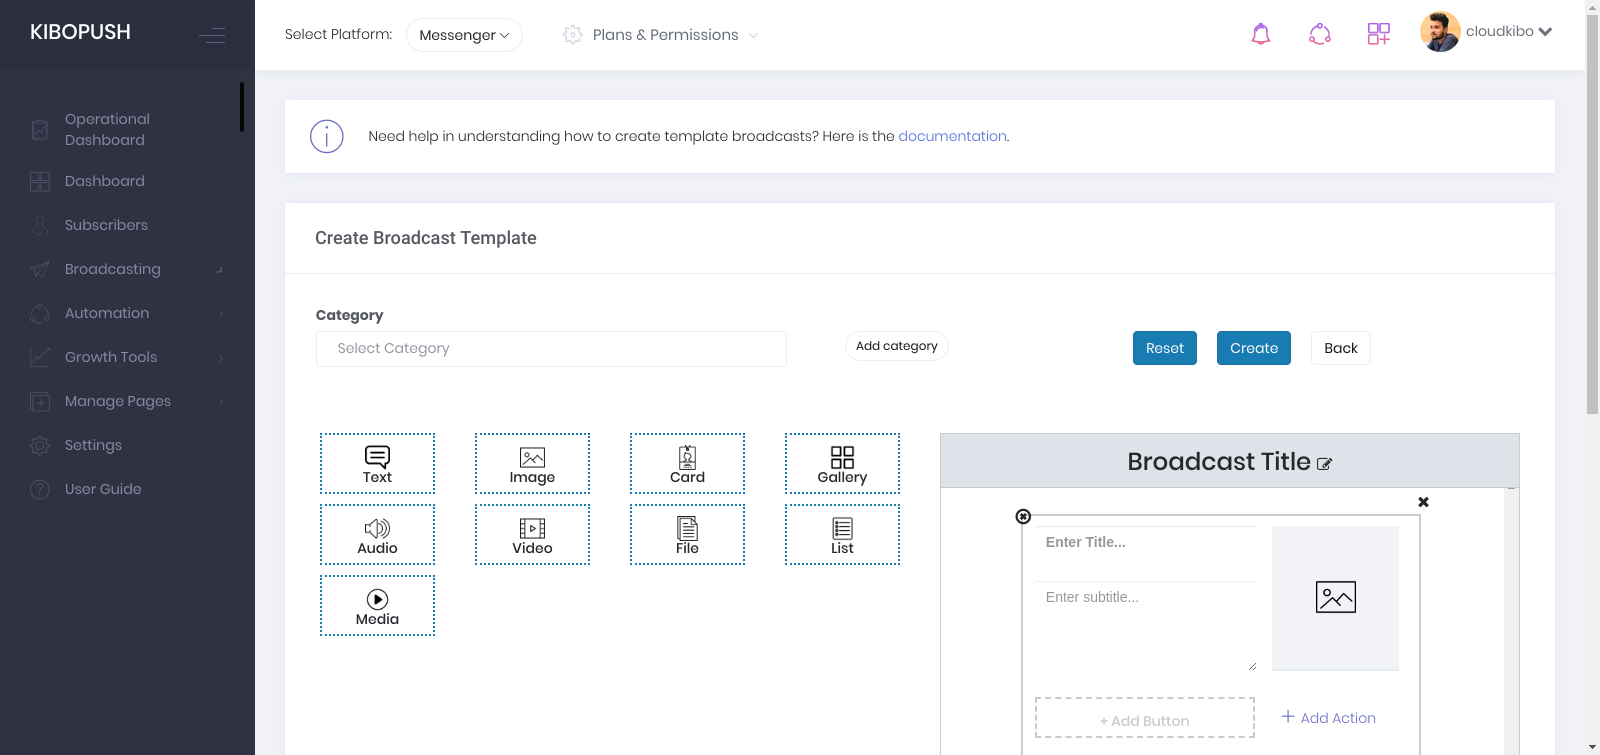 KIBOPUSH
Select Platform: Messenger Plans & Permissions cloudkibo
Operational
Dashboard
Dashboard
Subscribers
Broadcasting
Automation
Growth Tools
Manage Pages
Settings
User Guide
Need help in understanding how to create template broadcasts? Here is the documentation.
Create Broadcast Template
Category
Select Category
Add category
Reset Create Back
Text Image Card Gallery
Audio Video File List
Media
Broadcast Title
Enter Title...
Enter subtitle...
+ Add Button
+ Add Action